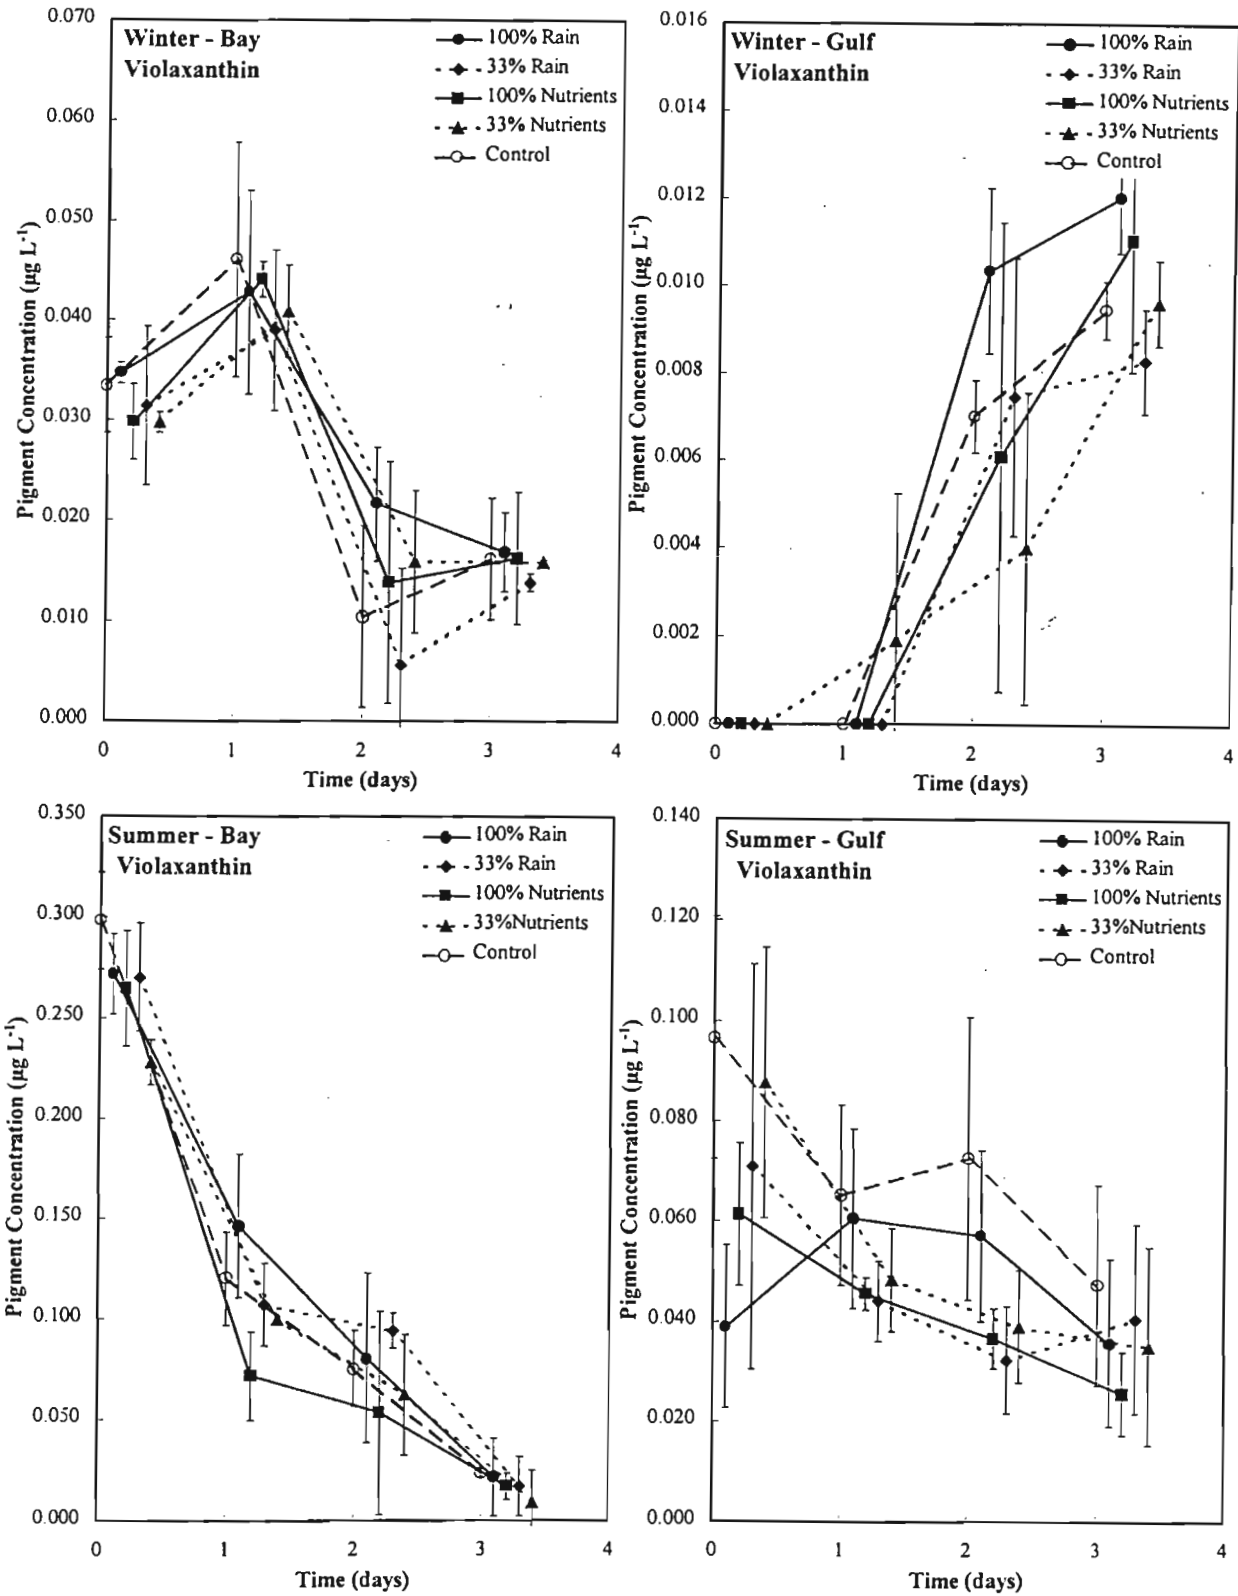 Winter - Bay
Violaxanthin
100% Rain
33% Rain
100% Nutrients
33% Nutrients
Control
0.070
0.060
0.050
0.040
0.030
0.020
0.010
0.000
Pigment Concentration (µg L⁻¹)
0 1 2 3 4
Time (days)
Winter - Gulf
Violaxanthin
100% Rain
33% Rain
100% Nutrients
33% Nutrients
Control
0.016
0.014
0.012
0.010
0.008
0.006
0.004
0.002
0.000
Pigment Concentration (µg L⁻¹)
0 1 2 3 4
Time (days)
Summer - Bay
Violaxanthin
100% Rain
33% Rain
100% Nutrients
33%Nutrients
Control
0.350
0.300
0.250
0.200
0.150
0.100
0.050
0.000
Pigment Concentration (µg L⁻¹)
0 1 2 3 4
Time (days)
Summer - Gulf
Violaxanthin
100% Rain
33% Rain
100% Nutrients
33%Nutrients
Control
0.140
0.120
0.100
0.080
0.060
0.040
0.020
0.000
Pigment Concentration (µg L⁻¹)
0 1 2 3 4
Time (days)